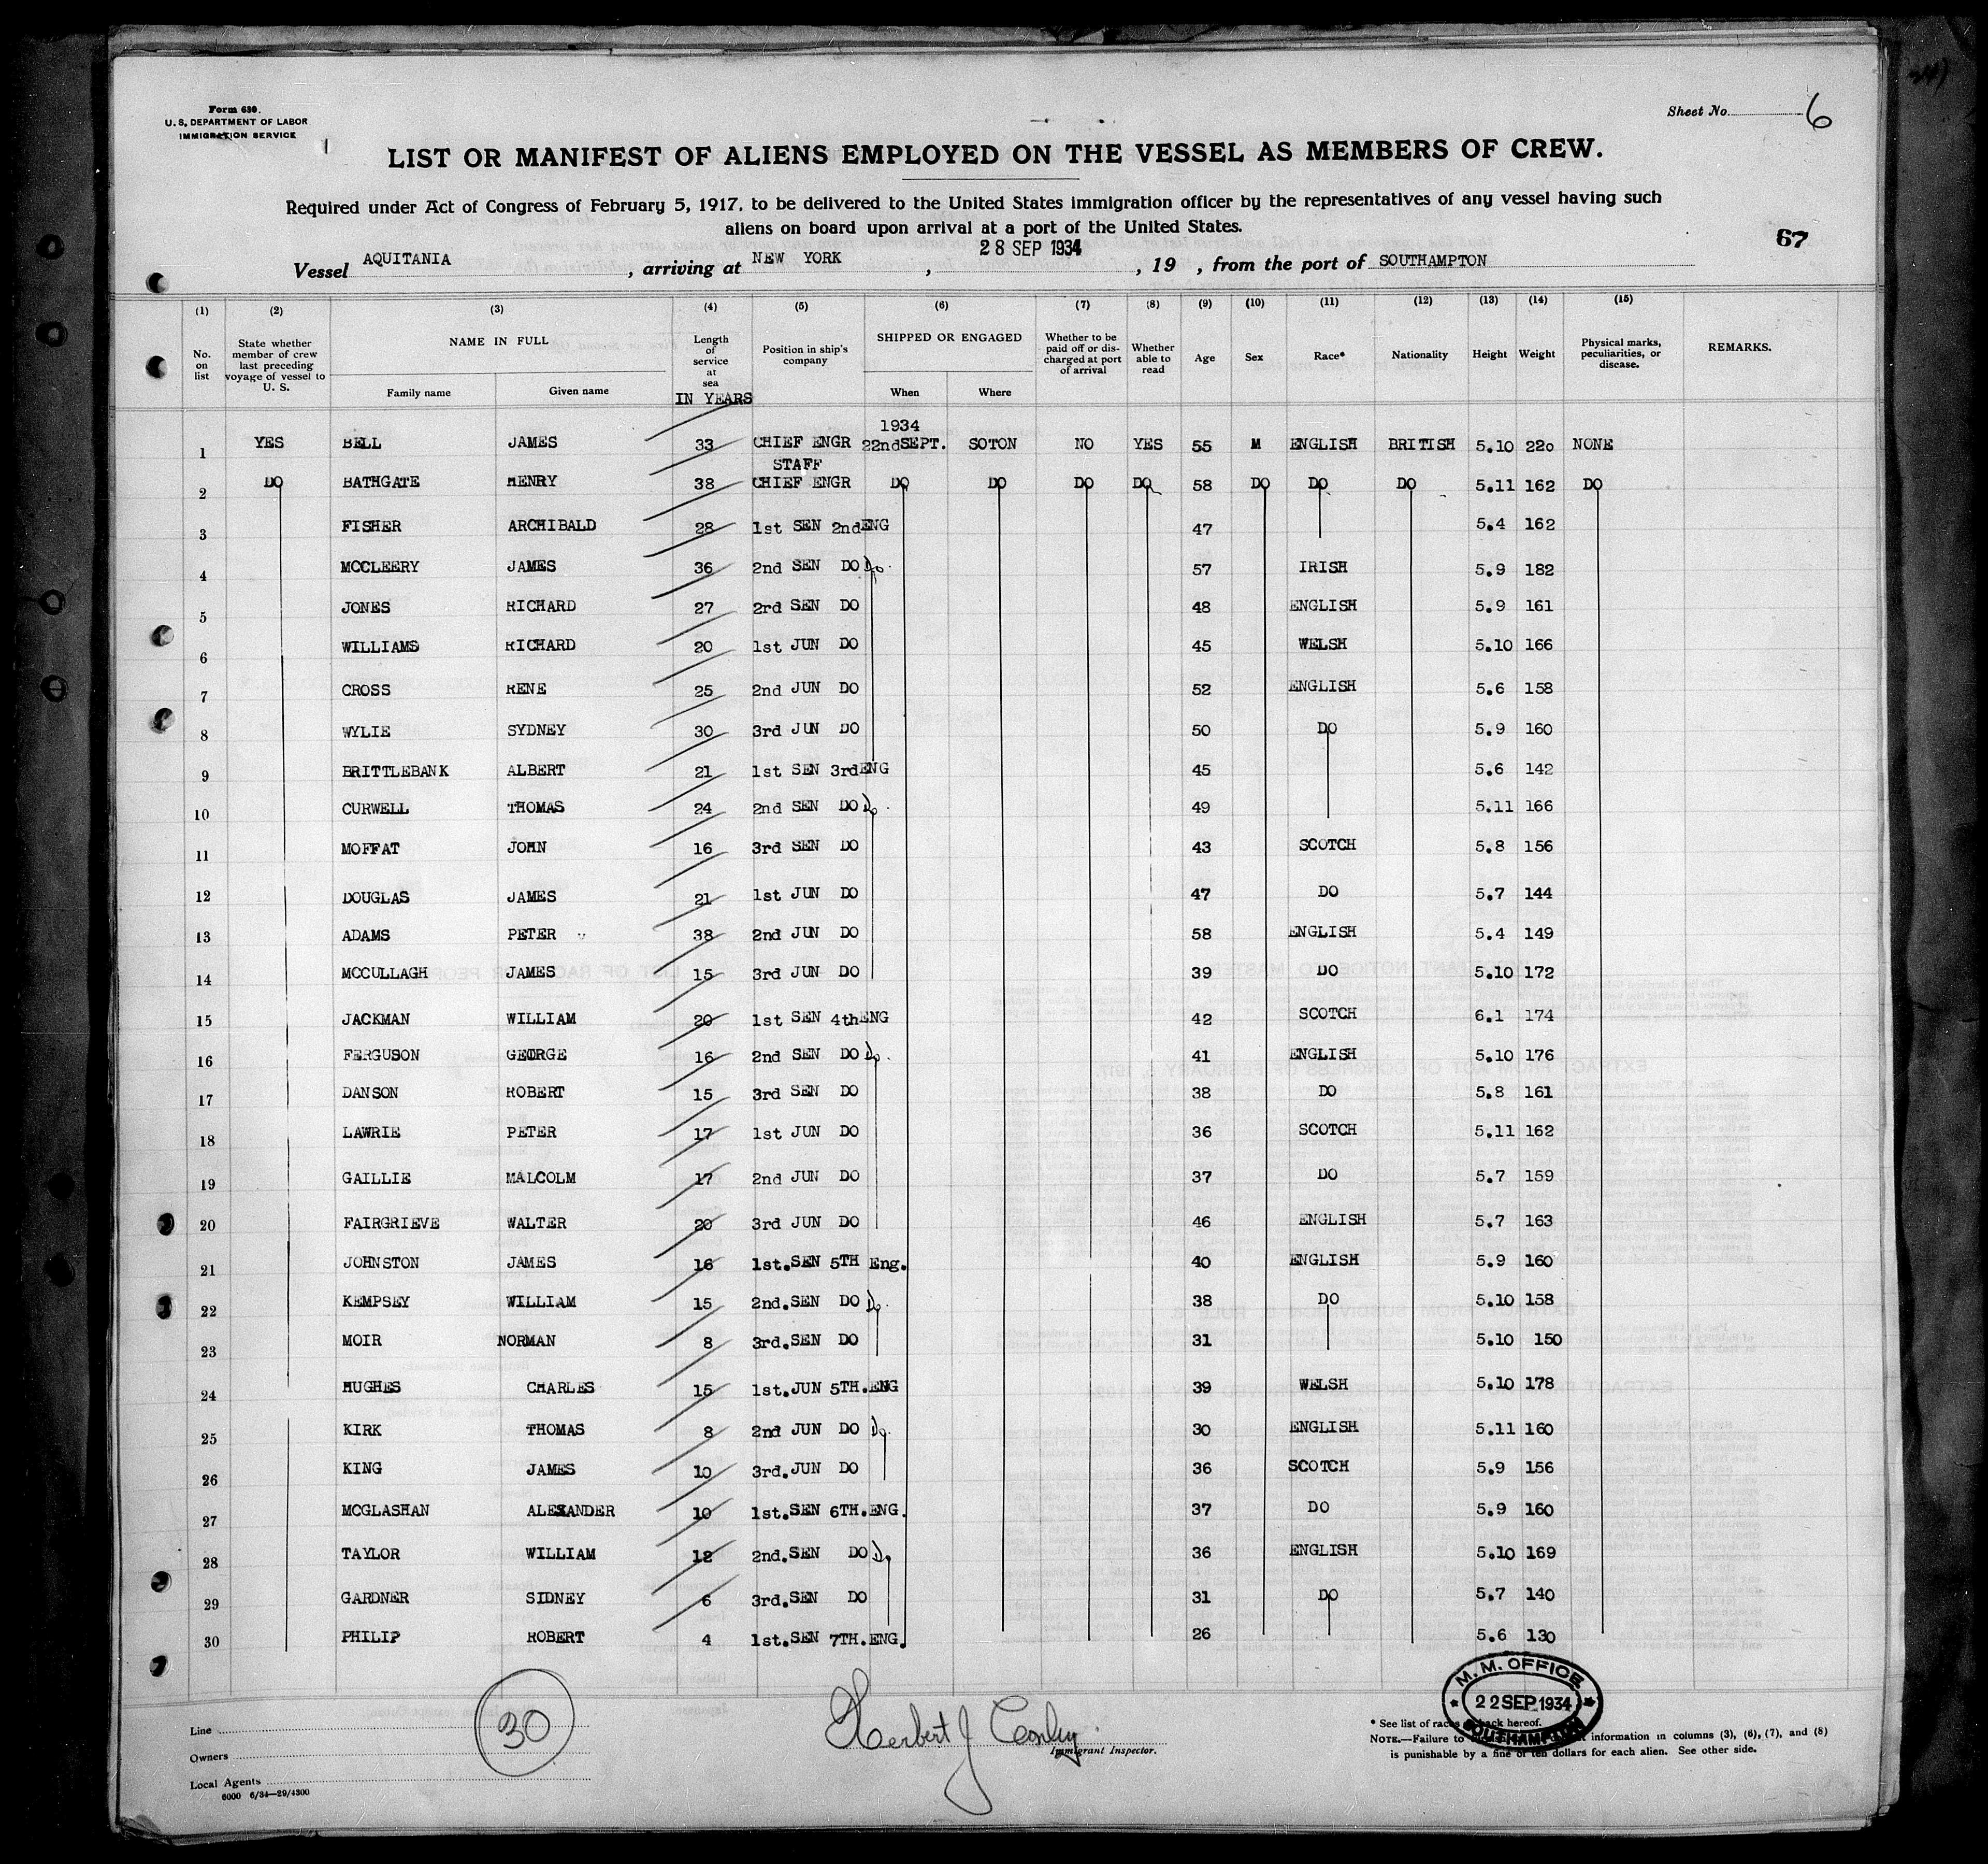 Form 680.
U. S. DEPARTMENT OF LABOR
IMMIGRATION SERVICE
Sheet No. 6
LIST OR MANIFEST OF ALIENS EMPLOYED ON THE VESSEL AS MEMBERS OF CREW.
Required under Act of Congress of February 5, 1917, to be delivered to the United States immigration officer by the representatives of any vessel having such
aliens on board upon arrival at a port of the United States.
67
Vessel AQUITANIA, arriving at NEW YORK, 28 SEP 1934, 19 , from the port of SOUTHAMPTON
(1) (2) (3) (4) (5) (6) (7) (8) (9) (10) (11) (12) (13) (14) (15)
No. on list
State whether member of crew last preceding voyage of vessel to U. S.
NAME IN FULL
Family name
Given name
Length of service at sea
IN YEARS
Position in ship's company
SHIPPED OR ENGAGED
When
Where
Whether to be paid off or discharged at port of arrival
Whether able to read
Age
Sex
Race*
Nationality
Height
Weight
Physical marks, peculiarities, or disease.
REMARKS.
1934
1 YES BELL JAMES 33 CHIEF ENGR 22nd SEPT. SOTON NO YES 55 M ENGLISH BRITISH 5.10 220 NONE
STAFF
2 DO BATHGATE HENRY 38 CHIEF ENGR DO DO DO DO 58 DO DO DO 5.11 162 DO
3 FISHER ARCHIBALD 28 1st SEN 2nd ENG 47 5.4 162
4 MCCLEERY JAMES 36 2nd SEN DO Do. 57 IRISH 5.9 182
5 JONES RICHARD 27 2rd SEN DO 48 ENGLISH 5.9 161
6 WILLIAMS RICHARD 20 1st JUN DO 45 WELSH 5.10 166
7 CROSS RENE 25 2nd JUN DO 52 ENGLISH 5.6 158
8 WYLIE SYDNEY 30 3rd JUN DO 50 DO 5.9 160
9 BRITTLEBANK ALBERT 21 1st SEN 3rd ENG 45 5.6 142
10 CURWELL THOMAS 24 2nd SEN DO Do. 49 5.11 166
11 MOFFAT JOHN 16 3rd SEN DO 43 SCOTCH 5.8 156
12 DOUGLAS JAMES 21 1st JUN DO 47 DO 5.7 144
13 ADAMS PETER 38 2nd JUN DO 58 ENGLISH 5.4 149
14 MCCULLAGH JAMES 15 3rd JUN DO 39 DO 5.10 172
15 JACKMAN WILLIAM 20 1st SEN 4th ENG 42 SCOTCH 6.1 174
16 FERGUSON GEORGE 16 2nd SEN DO Do. 41 ENGLISH 5.10 176
17 DANSON ROBERT 15 3rd SEN DO 38 DO 5.8 161
18 LAWRIE PETER 17 1st JUN DO 36 SCOTCH 5.11 162
19 GAILLIE MALCOLM 17 2nd JUN DO 37 DO 5.7 159
20 FAIRGRIEVE WALTER 20 3rd JUN DO 46 ENGLISH 5.7 163
21 JOHNSTON JAMES 16 1st. SEN 5TH Eng. 40 ENGLISH 5.9 160
22 KEMPSEY WILLIAM 15 2nd. SEN DO Do. 38 DO 5.10 158
23 MOIR NORMAN 8 3rd. SEN DO 31 5.10 150
24 HUGHES CHARLES 15 1st. JUN 5TH. ENG 39 WELSH 5.10 178
25 KIRK THOMAS 8 2nd JUN DO Do. 30 ENGLISH 5.11 160
26 KING JAMES 10 3rd. JUN DO 36 SCOTCH 5.9 156
27 MCGLASHAN ALEXANDER 10 1st. SEN 6TH. ENG. 37 DO 5.9 160
28 TAYLOR WILLIAM 12 2nd. SEN DO Do. 36 ENGLISH 5.10 169
29 GARDNER SIDNEY 6 3rd. SEN DO 31 DO 5.7 140
30 PHILIP ROBERT 4 1st. SEN 7TH. ENG. 26 5.6 130
M. M. OFFICE
22 SEP 1934
SOUTHAMPTON
Line
30
Owners
Local Agents
6000 6/34—29/4300
Herbert J
Immigrant Inspector.
* See list of races back hereof.
NOTE.—Failure to information in columns (3), (6), (7), and (8)
is punishable by a fine of ten dollars for each alien. See other side.